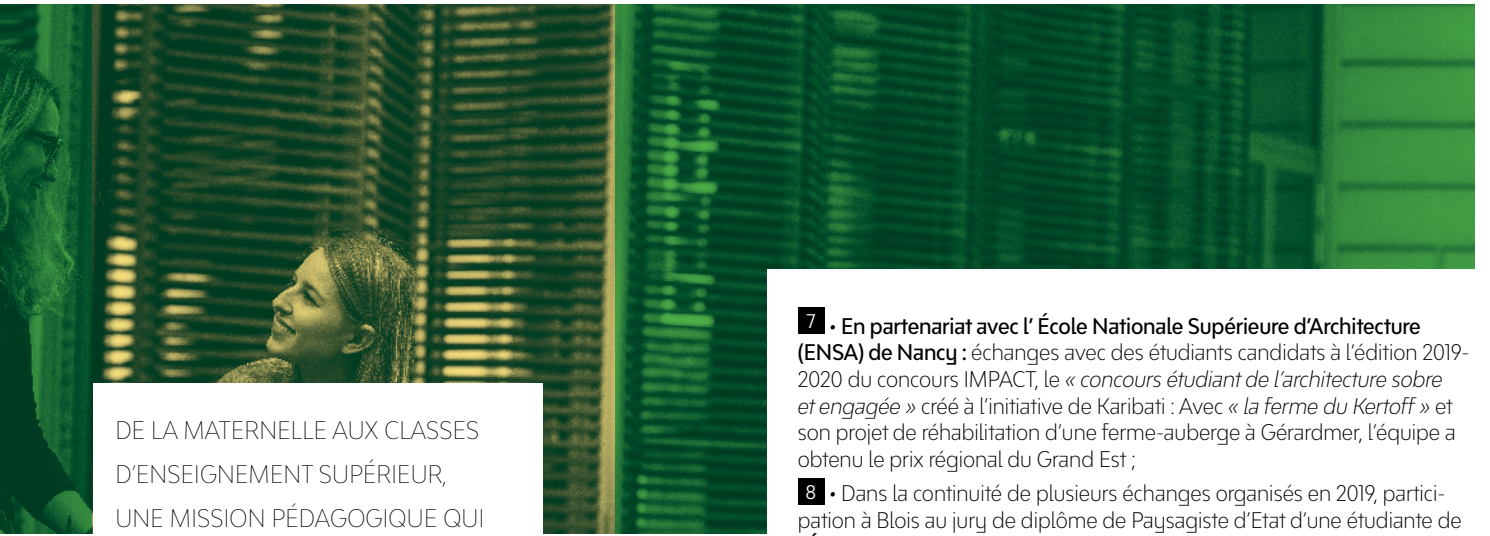 DE LA MATERNELLE AUX CLASSES
D'ENSEIGNEMENT SUPÉRIEUR,
UNE MISSION PÉDAGOGIQUE QUI
7 • En partenariat avec l' École Nationale Supérieure d'Architecture
(ENSA) de Nancy : échanges avec des étudiants candidats à l'édition 2019-
2020 du concours IMPACT, le « concours étudiant de l'architecture sobre
et engagée » créé à l'initiative de Karibati : Avec « la ferme du Kertoff » et
son projet de réhabilitation d'une ferme-auberge à Gérardmer, l'équipe a
obtenu le prix régional du Grand Est ;
8 • Dans la continuité de plusieurs échanges organisés en 2019, partici-
pation à Blois au jury de diplôme de Paysagiste d'Etat d'une étudiante de